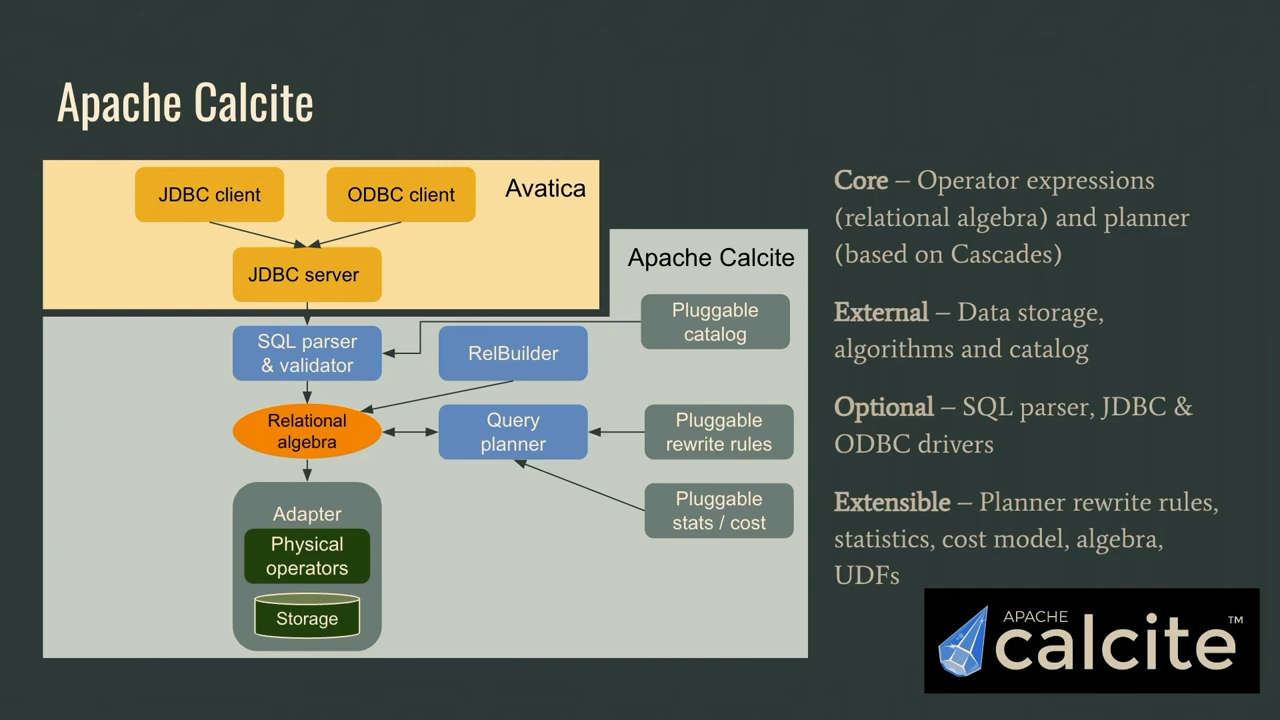 Apache Calcite
JDBC client
ODBC client
Avatica
JDBC server
Apache Calcite
Pluggable
catalog
SQL parser
& validator
RelBuilder
Relational
algebra
Query
planner
Pluggable
rewrite rules
Pluggable
stats / cost
Adapter
Physical
operators
Storage
Core – Operator expressions
(relational algebra) and planner
(based on Cascades)
External – Data storage,
algorithms and catalog
Optional – SQL parser, JDBC &
ODBC drivers
Extensible – Planner rewrite rules,
statistics, cost model, algebra,
UDFs
APACHE
calcite™